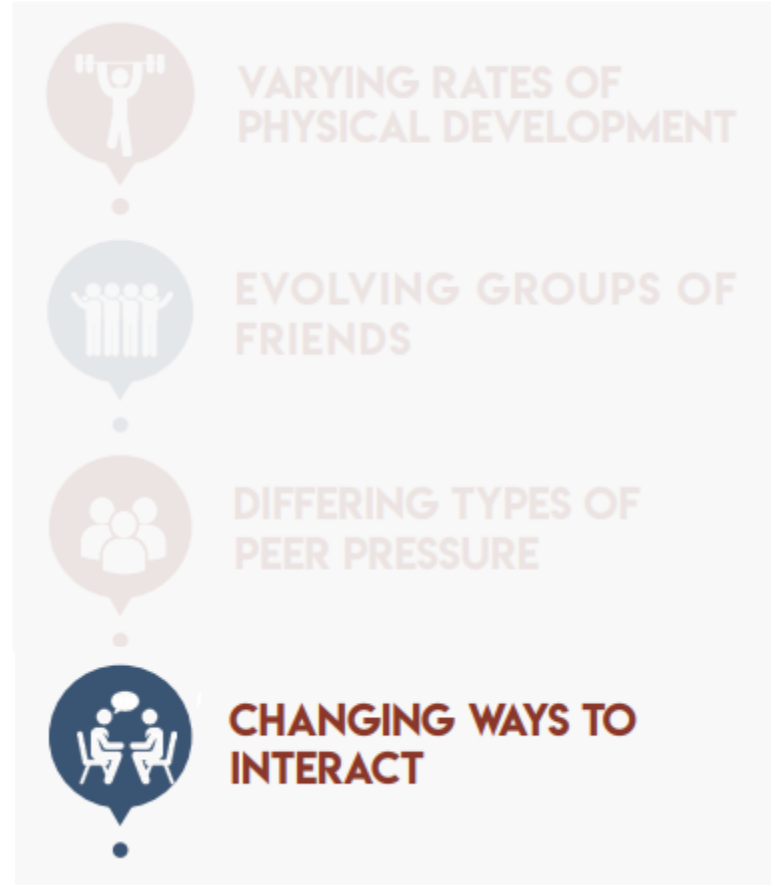 VARYING RATES OF
PHYSICAL DEVELOPMENT
EVOLVING GROUPS OF
FRIENDS
DIFFERING TYPES OF
PEER PRESSURE
CHANGING WAYS TO
INTERACT